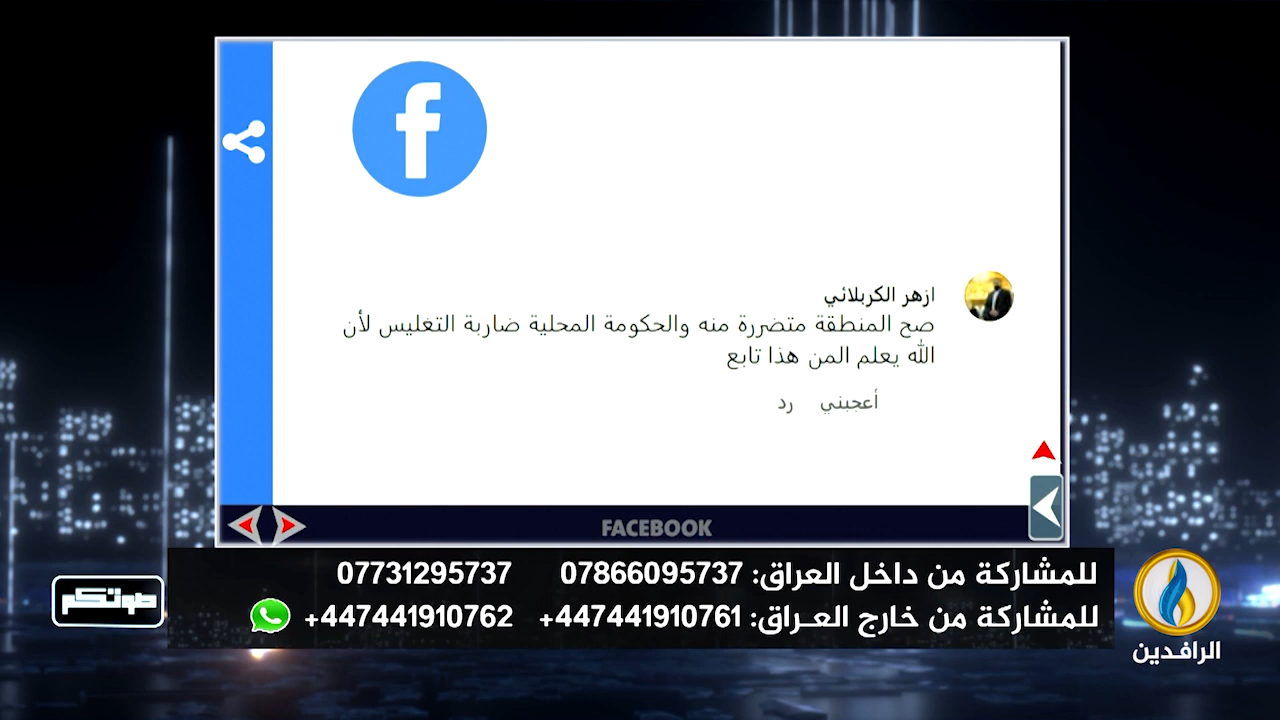 ازهر الكربلائي
صح المنطقة متضررة منه والحكومة المحلية ضاربة التغليس لأن
الله يعلم المن هذا تابع
أعجبني رد
FACEBOOK
للمشاركة من داخل العراق: 07866095737 07731295737
للمشاركة من خارج العـراق: 447441910761+ 447441910762+
صوتكم
الرافدين